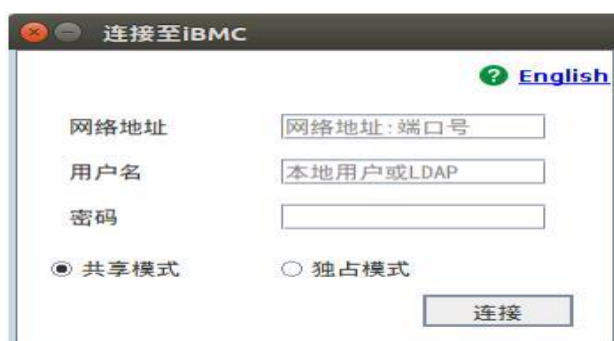 连接至iBMC
? English
网络地址 网络地址:端口号
用户名 本地用户或LDAP
密码
共享模式 独占模式
连接